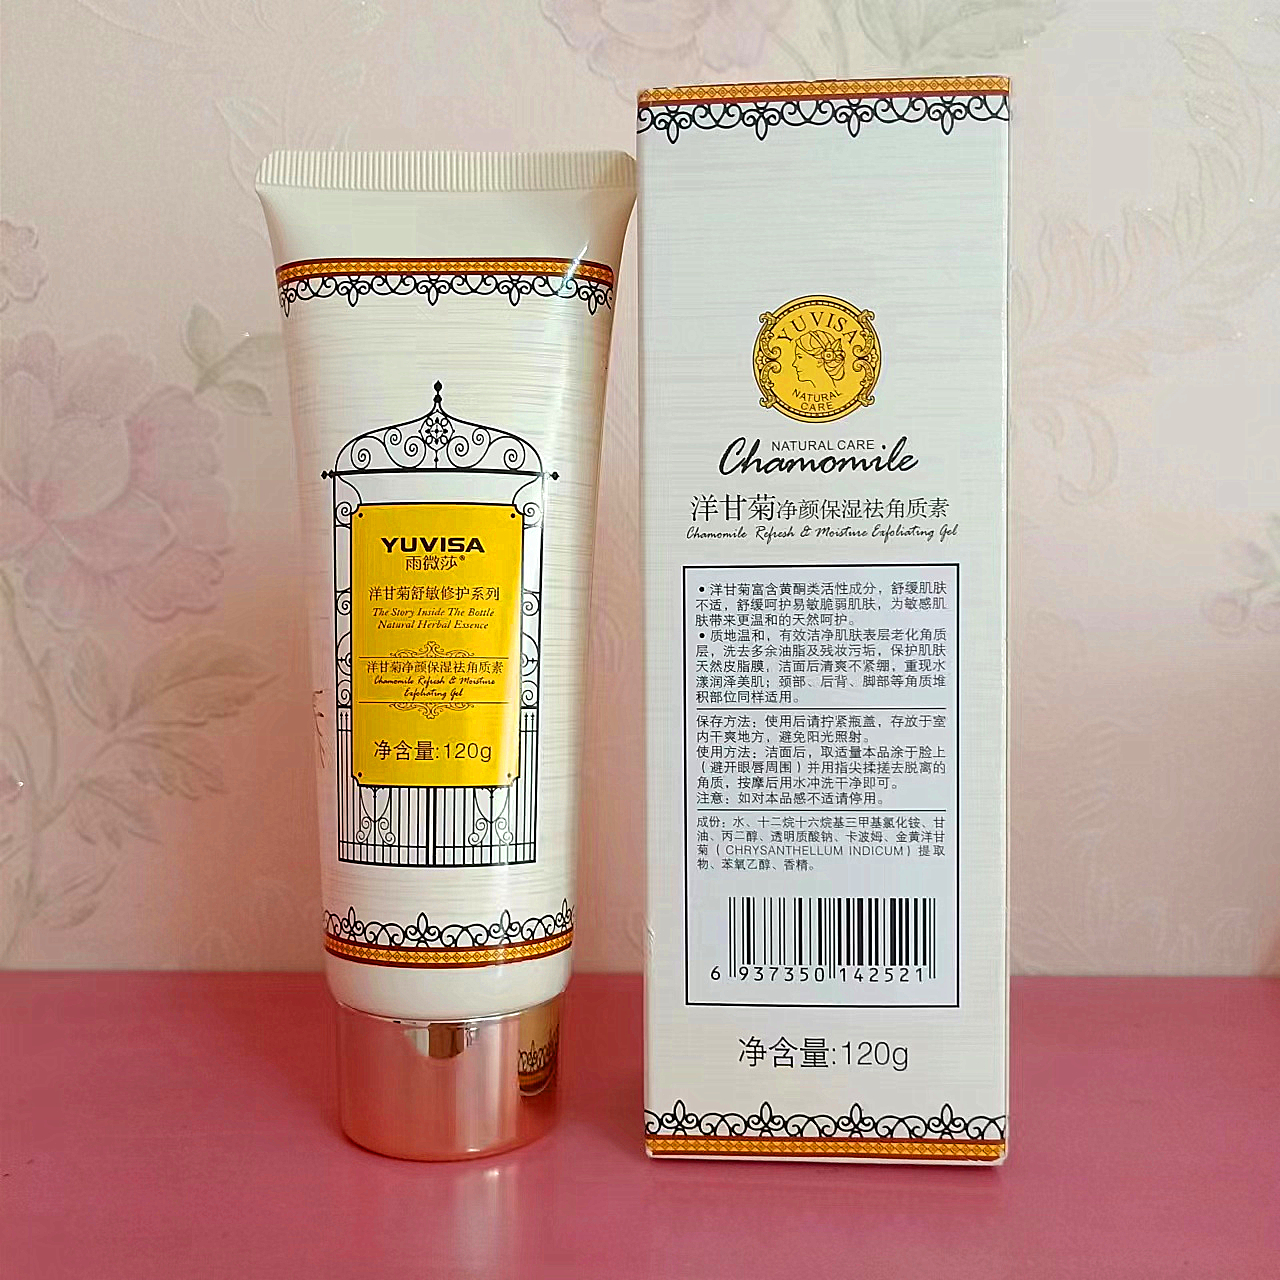 YUVISA
雨微莎®
洋甘菊舒敏修护系列
The Story Inside The Bottle
Natural Herbal Essence
洋甘菊净颜保湿祛角质素
Chamomile Refresh & Moisture
Exfoliating Gel
净含量:120g
YUVISA
NATURAL
CARE
NATURAL CARE
Chamomile
洋甘菊净颜保湿祛角质素
Chamomile Refresh & Moisture Exfoliating Gel
• 洋甘菊富含黄酮类活性成分，舒缓肌肤
不适，舒缓呵护易敏脆弱肌肤，为敏感肌
肤带来更温和的天然呵护。
• 质地温和，有效洁净肌肤表层老化角质
层，洗去多余油脂及残妆污垢，保护肌肤
天然皮脂膜，洁面后清爽不紧绷，重现水
漾润泽美肌；颈部、后背、脚部等角质堆
积部位同样适用。
保存方法：使用后请拧紧瓶盖，存放于室
内干爽地方，避免阳光照射。
使用方法：洁面后，取适量本品涂于脸上
（避开眼唇周围）并用指尖揉搓去脱离的
角质，按摩后用水冲洗干净即可。
注意：如对本品感不适请停用。
成份：水、十二烷十六烷基三甲基氯化铵、甘
油、丙二醇、透明质酸钠、卡波姆、金黄洋甘
菊（CHRYSANTHELLUM INDICUM）提取
物、苯氧乙醇、香精。
6 937350 142521
净含量:120g